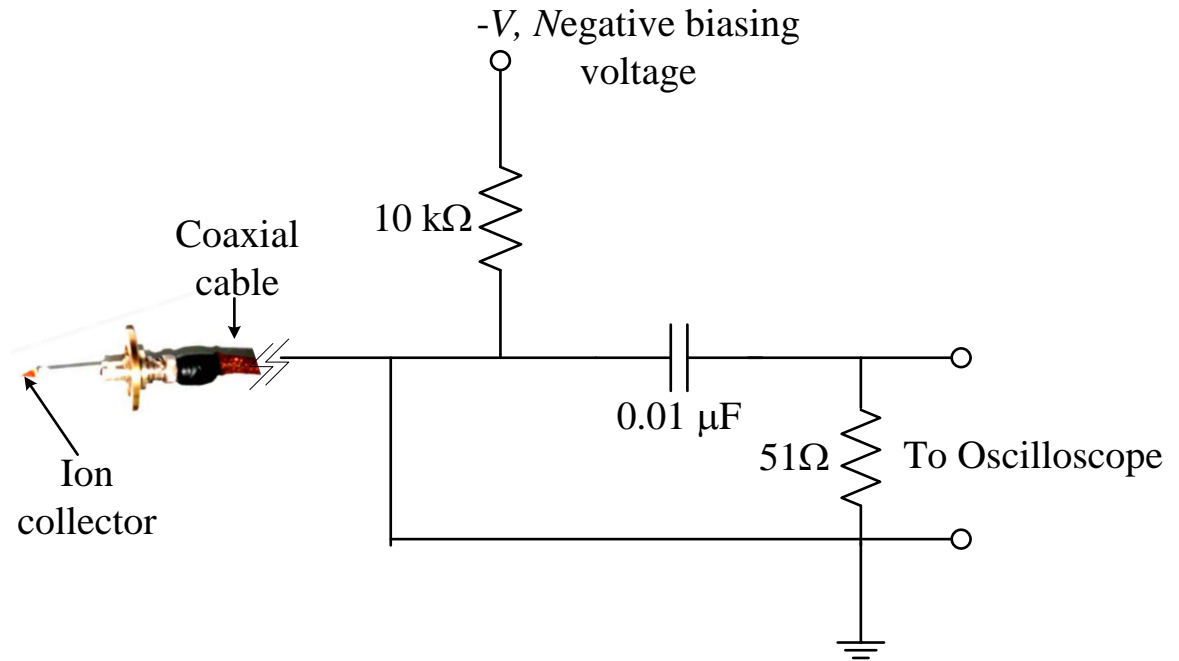 -V, Negative biasing
voltage
10 kΩ
Coaxial
cable
0.01 μF
51Ω
To Oscilloscope
Ion
collector